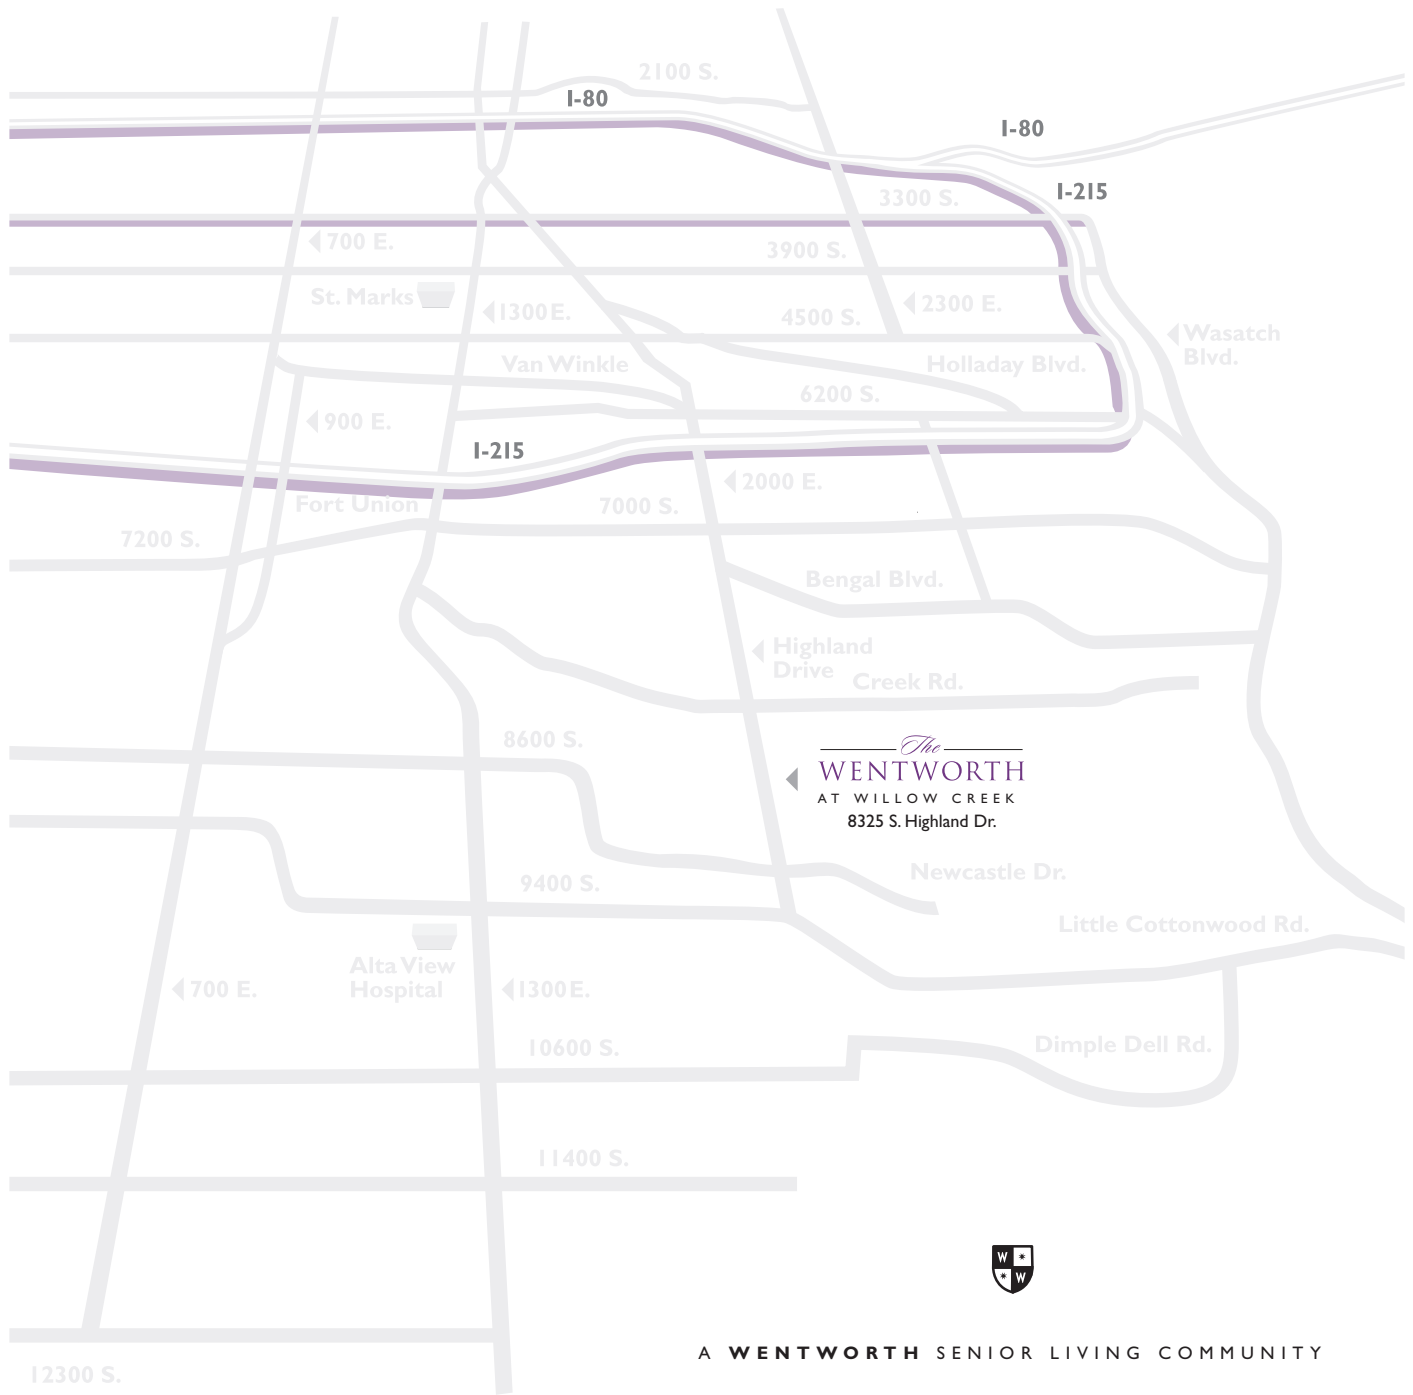 2100 S.
I-80
I-80
I-215
3300 S.
700 E.
3900 S.
St. Marks
1300 E.
2300 E.
4500 S.
Wasatch
Blvd.
Van Winkle
Holladay Blvd.
6200 S.
900 E.
I-215
2000 E.
Fort Union
7000 S.
7200 S.
Bengal Blvd.
Highland
Drive
Creek Rd.
8600 S.
The
WENTWORTH
AT WILLOW CREEK
8325 S. Highland Dr.
Newcastle Dr.
9400 S.
Little Cottonwood Rd.
Alta View
Hospital
700 E.
1300 E.
10600 S.
Dimple Dell Rd.
11400 S.
W
W
A WENTWORTH SENIOR LIVING COMMUNITY
12300 S.